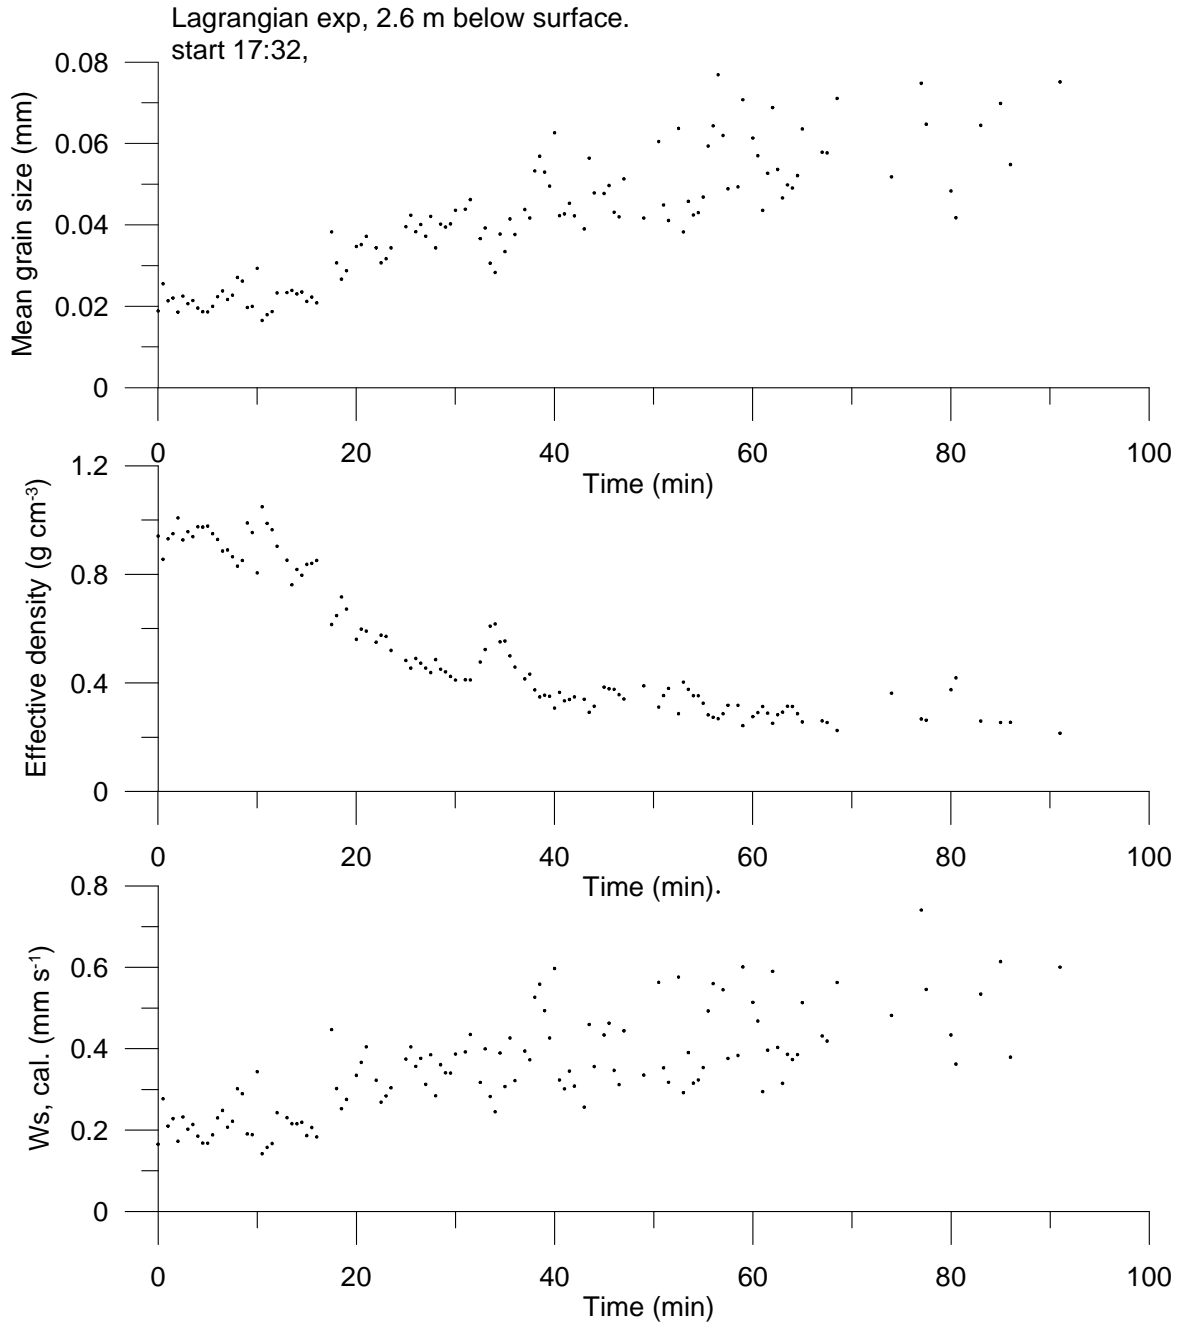 Lagrangian exp, 2.6 m below surface.
start 17:32,
0.08
0.06
0.04
0.02
0
Mean grain size (mm)
0 20 40 60 80 100
Time (min)
1.2
0.8
0.4
0
Effective density (g cm⁻³)
0 20 40 60 80 100
Time (min)
0.8
0.6
0.4
0.2
0
Ws, cal. (mm s⁻¹)
0 20 40 60 80 100
Time (min)